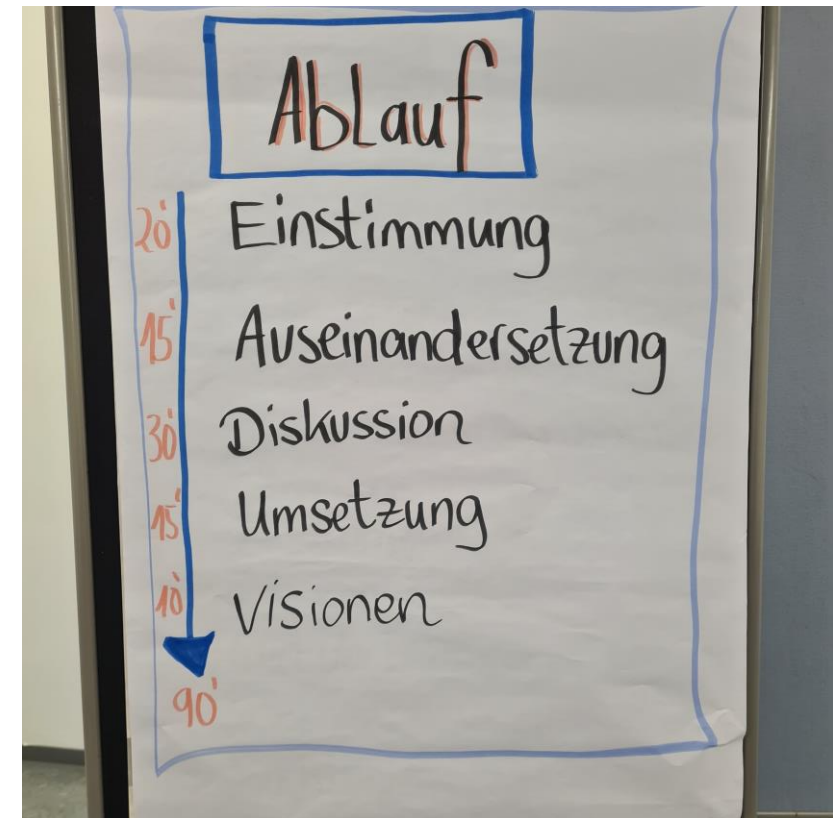 Ablauf
20' Einstimmung
15' Auseinandersetzung
30' Diskussion
15' Umsetzung
10' Visionen
90'